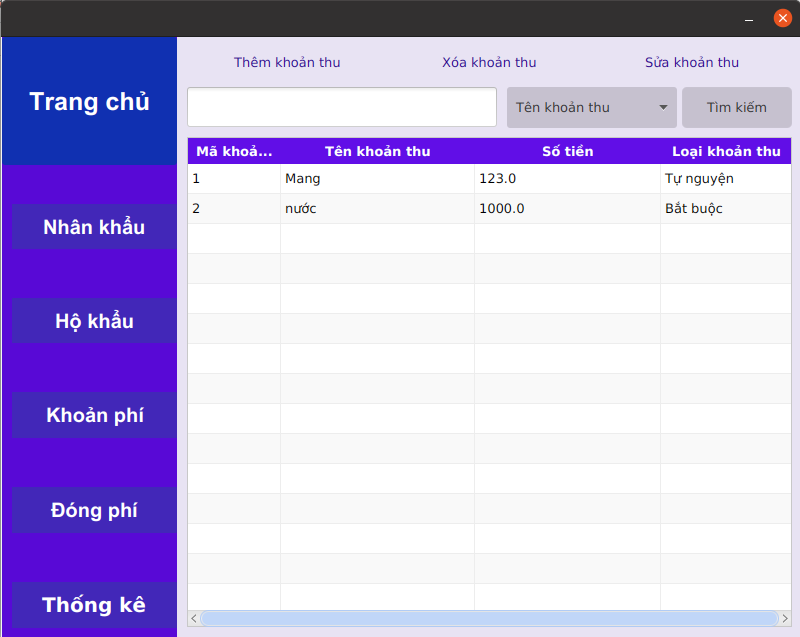 Trang chủ
Nhân khẩu
Hộ khẩu
Khoản phí
Đóng phí
Thống kê
Thêm khoản thu Xóa khoản thu Sửa khoản thu
Tên khoản thu Tìm kiếm
Mã khoả... Tên khoản thu Số tiền Loại khoản thu
1 Mang 123.0 Tự nguyện
2 nước 1000.0 Bắt buộc